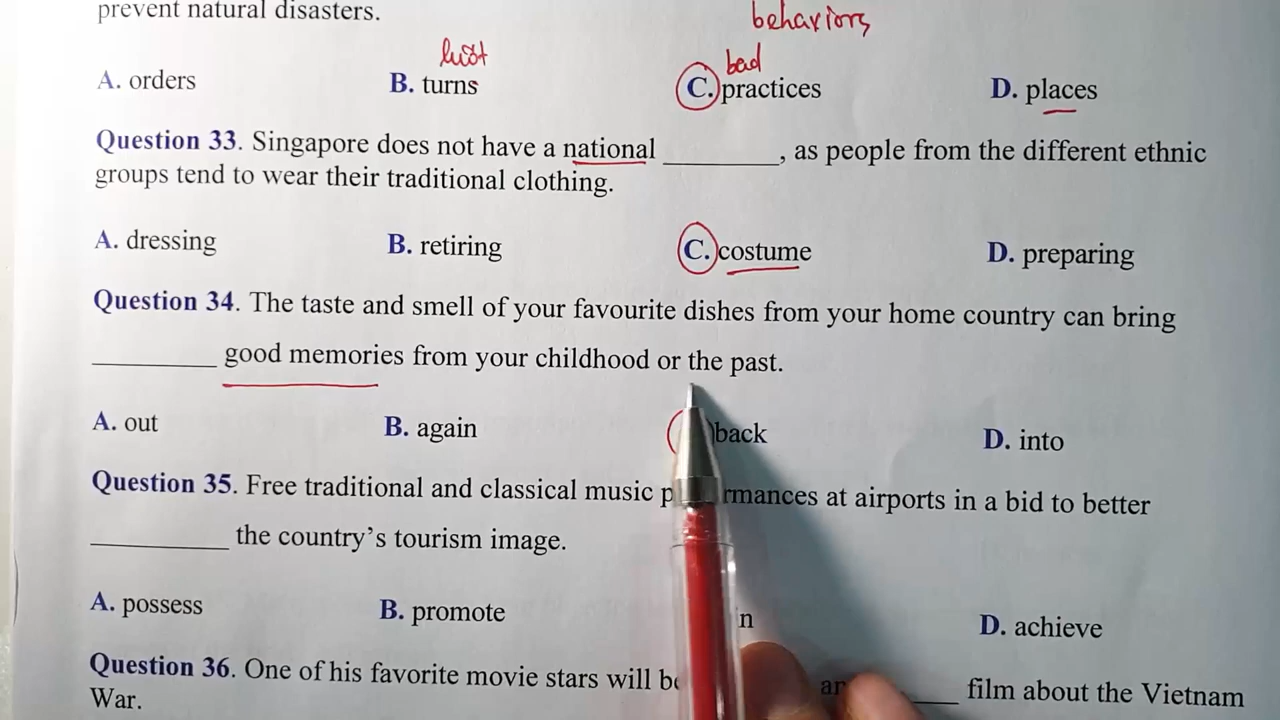 prevent natural disasters.
behaviors
lượt
bad
A. orders B. turns C. practices D. places
Question 33. Singapore does not have a national ________, as people from the different ethnic
groups tend to wear their traditional clothing.
A. dressing B. retiring C. costume D. preparing
Question 34. The taste and smell of your favourite dishes from your home country can bring
________ good memories from your childhood or the past.
A. out B. again back D. into
Question 35. Free traditional and classical music p rmances at airports in a bid to better
________ the country's tourism image.
A. possess B. promote n D. achieve
Question 36. One of his favorite movie stars will ________ film about the Vietnam
War.